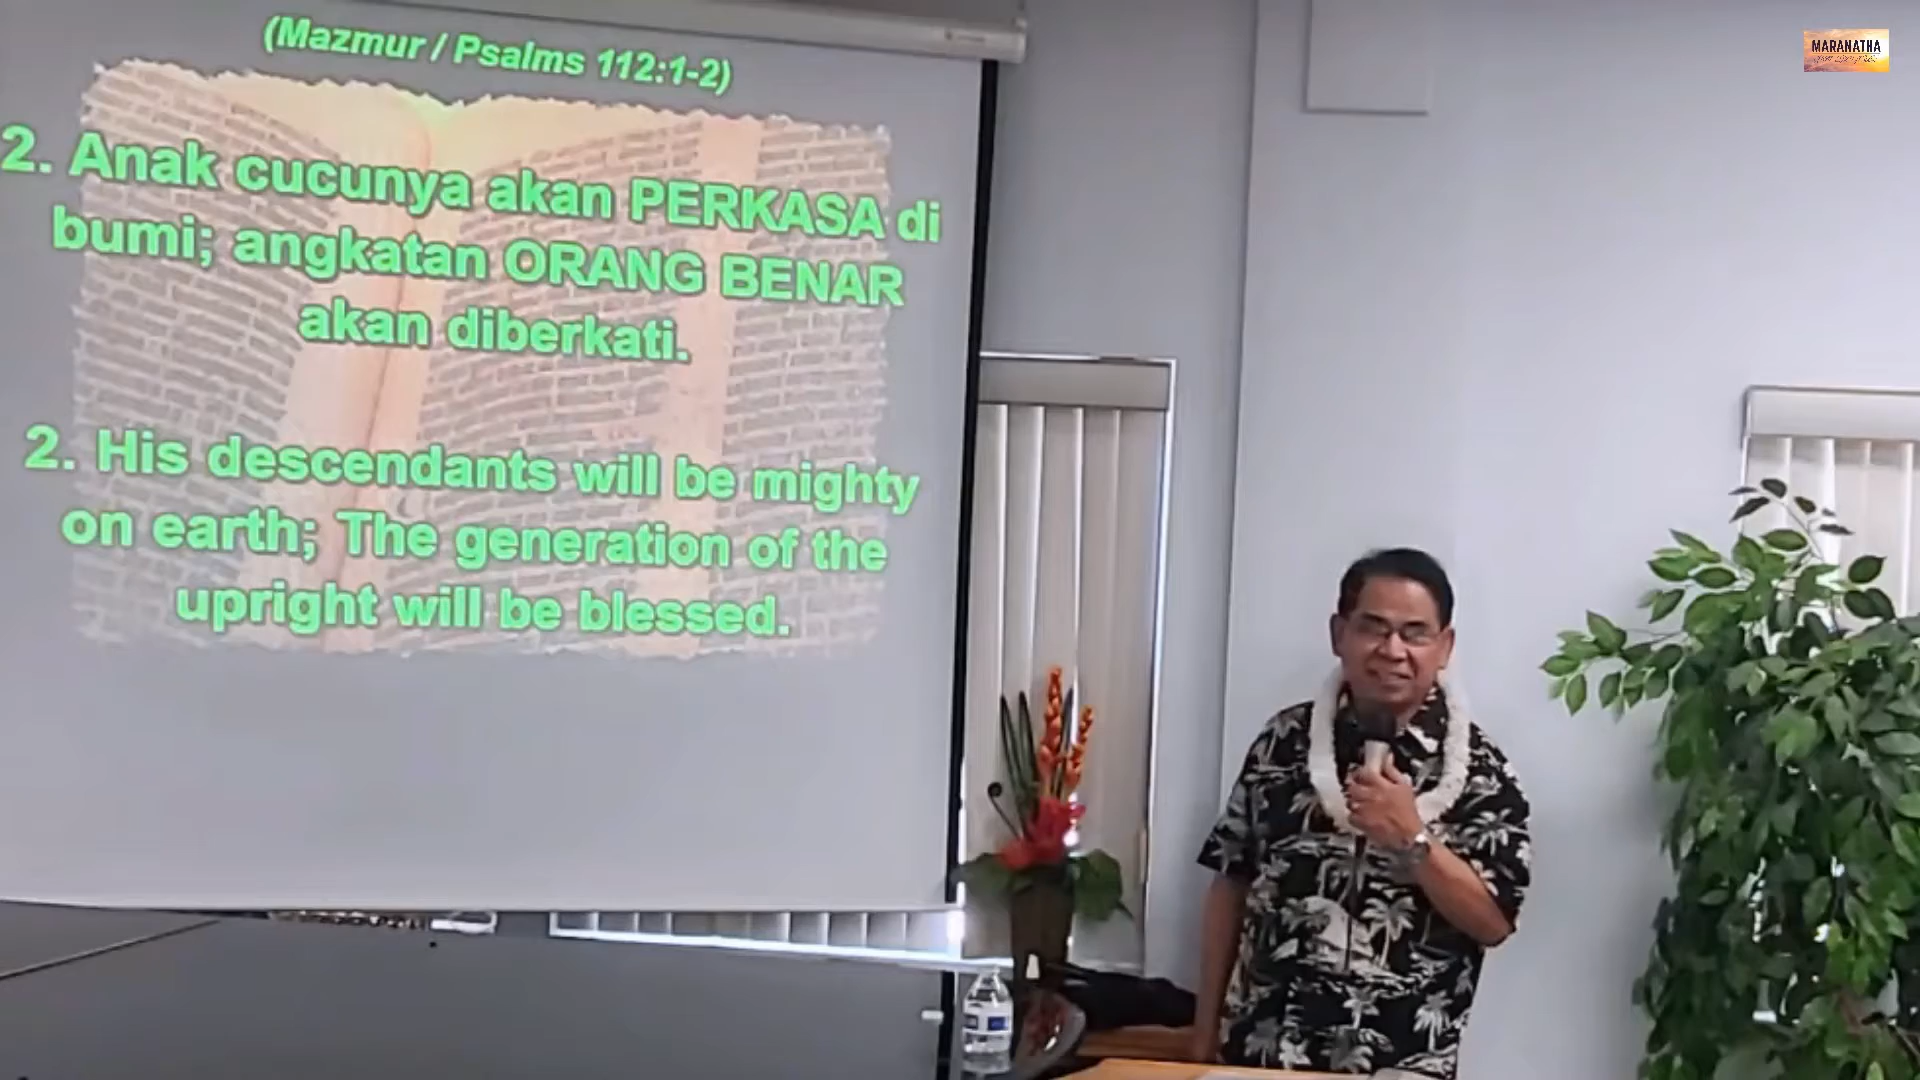 (Mazmur / Psalms 112:1-2)
2. Anak cucunya akan PERKASA di
bumi; angkatan ORANG BENAR
akan diberkati.
2. His descendants will be mighty
on earth; The generation of the
upright will be blessed.
MARANATHA